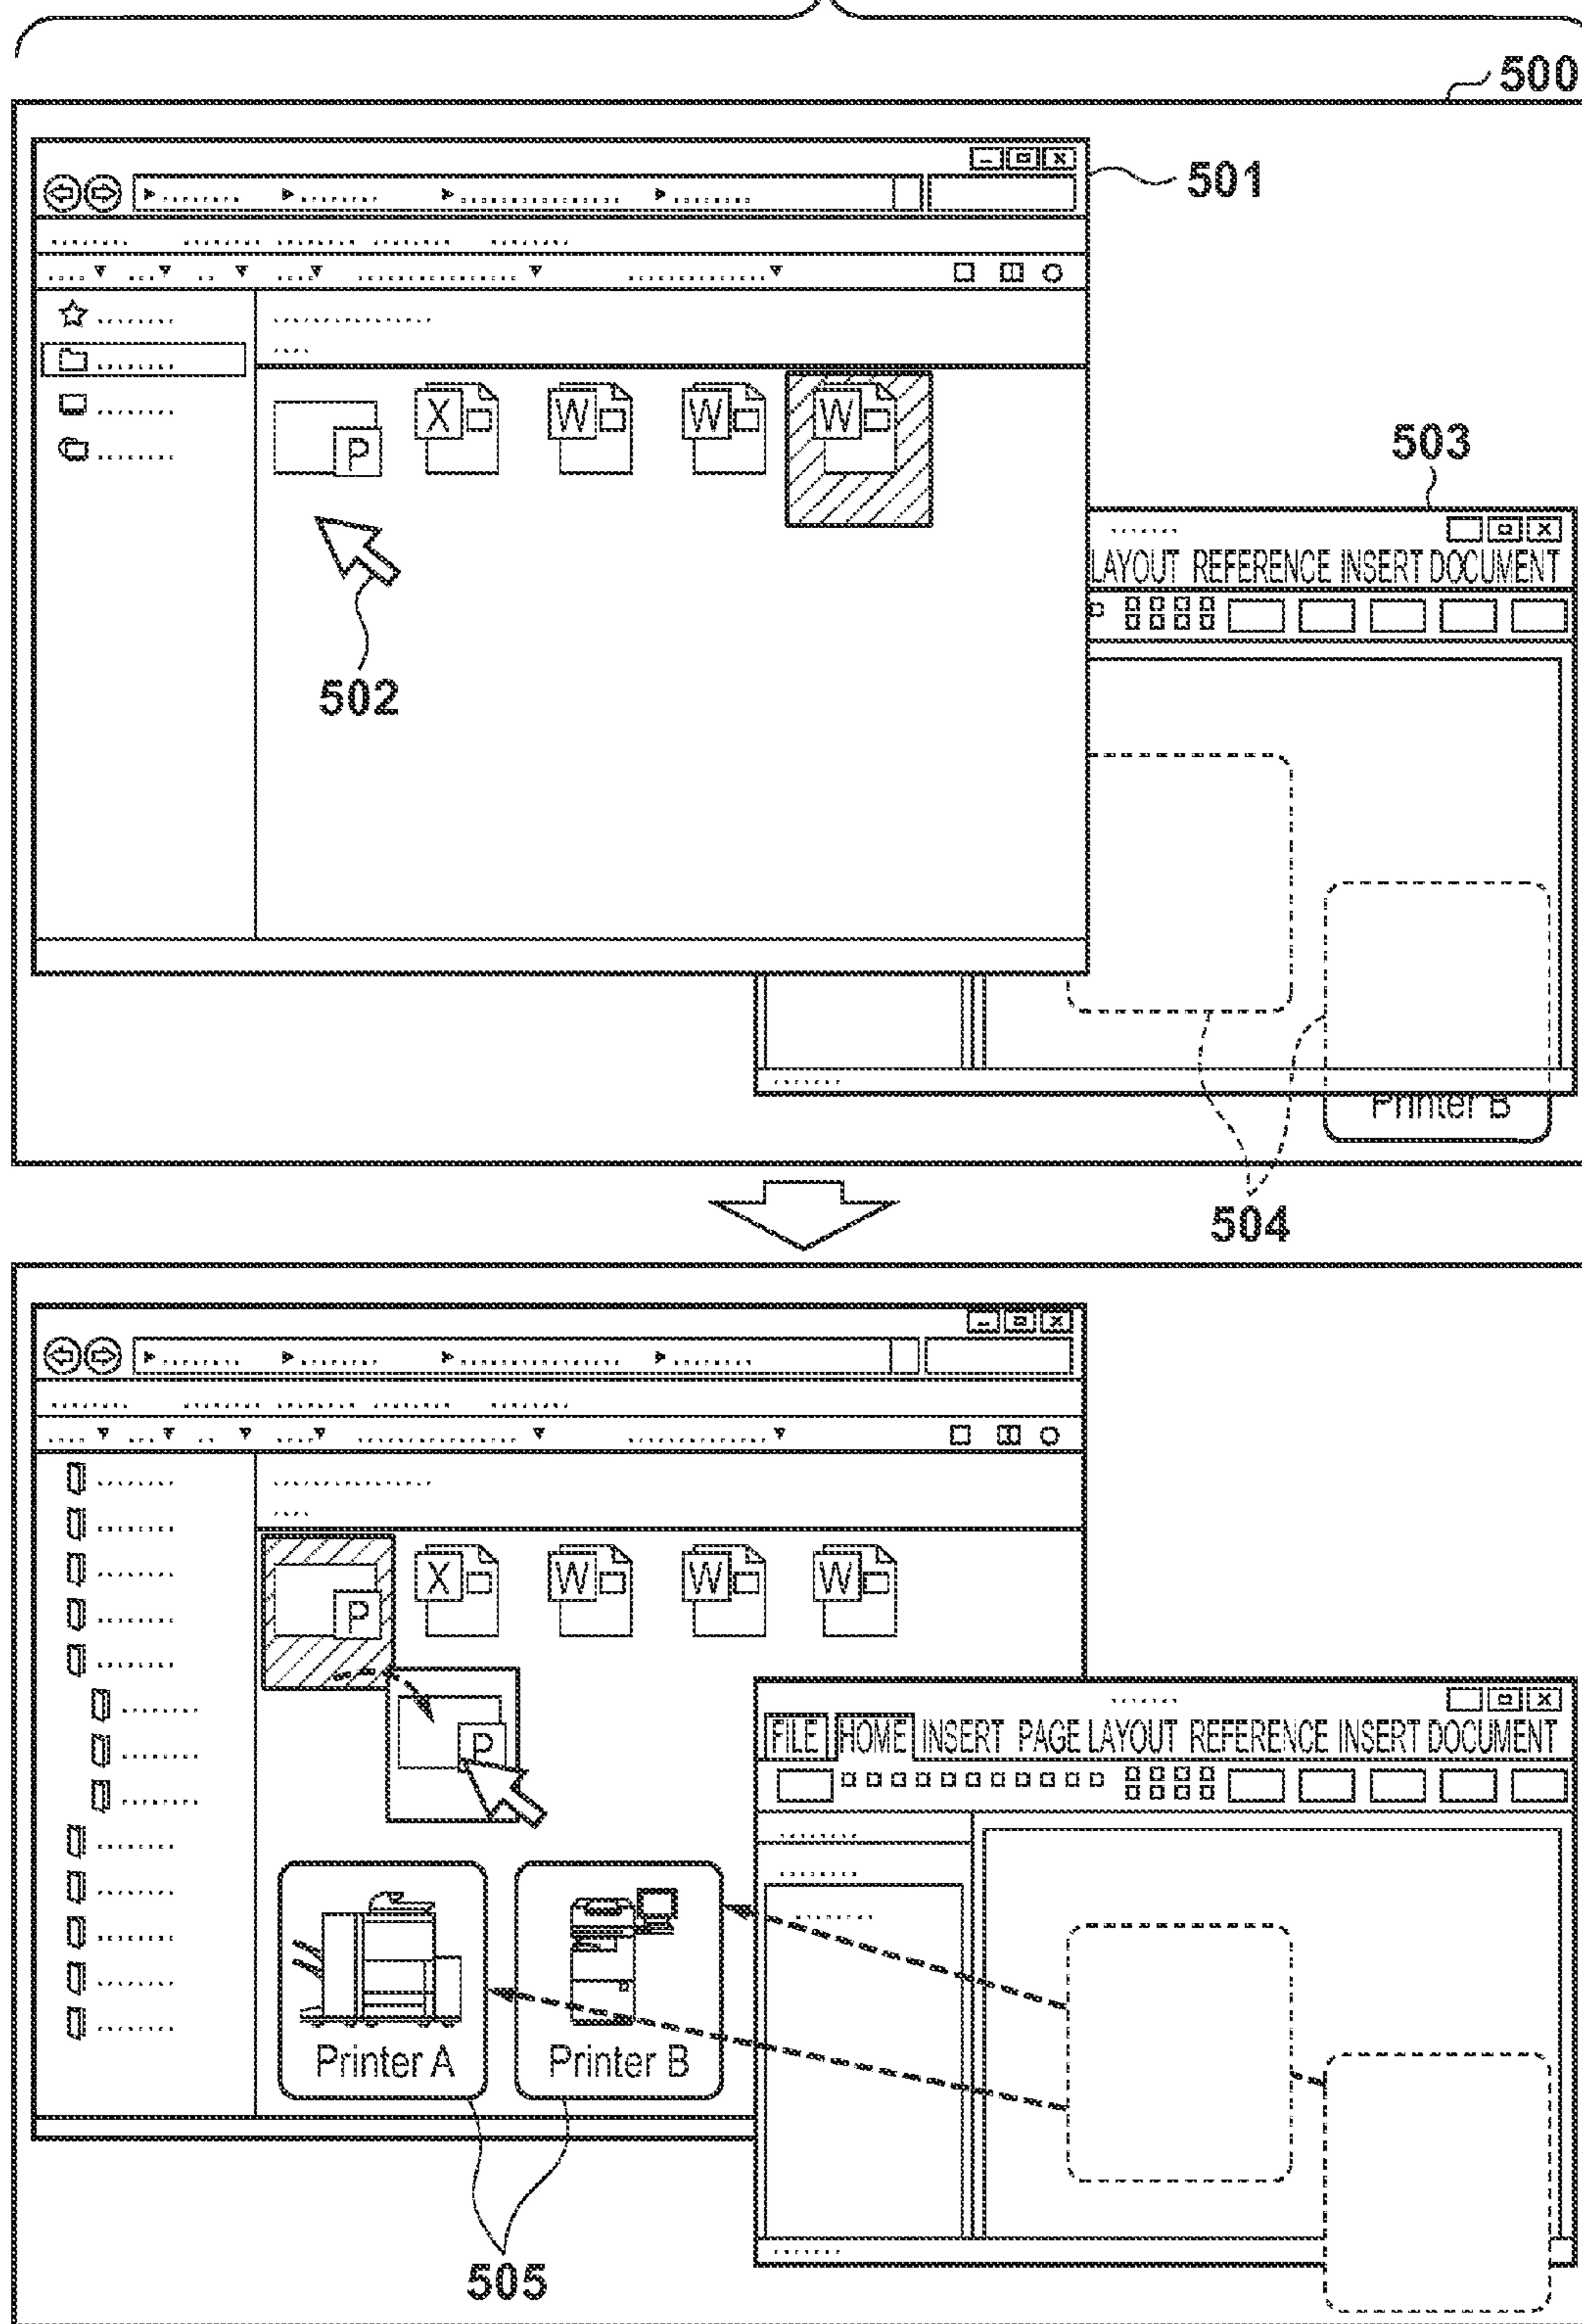 500
501
X W W W
P
503
LAYOUT REFERENCE INSERT DOCUMENT
502
Printer B
504
X W W W
P
P
FILE HOME INSERT PAGE LAYOUT REFERENCE INSERT DOCUMENT
Printer A Printer B
505